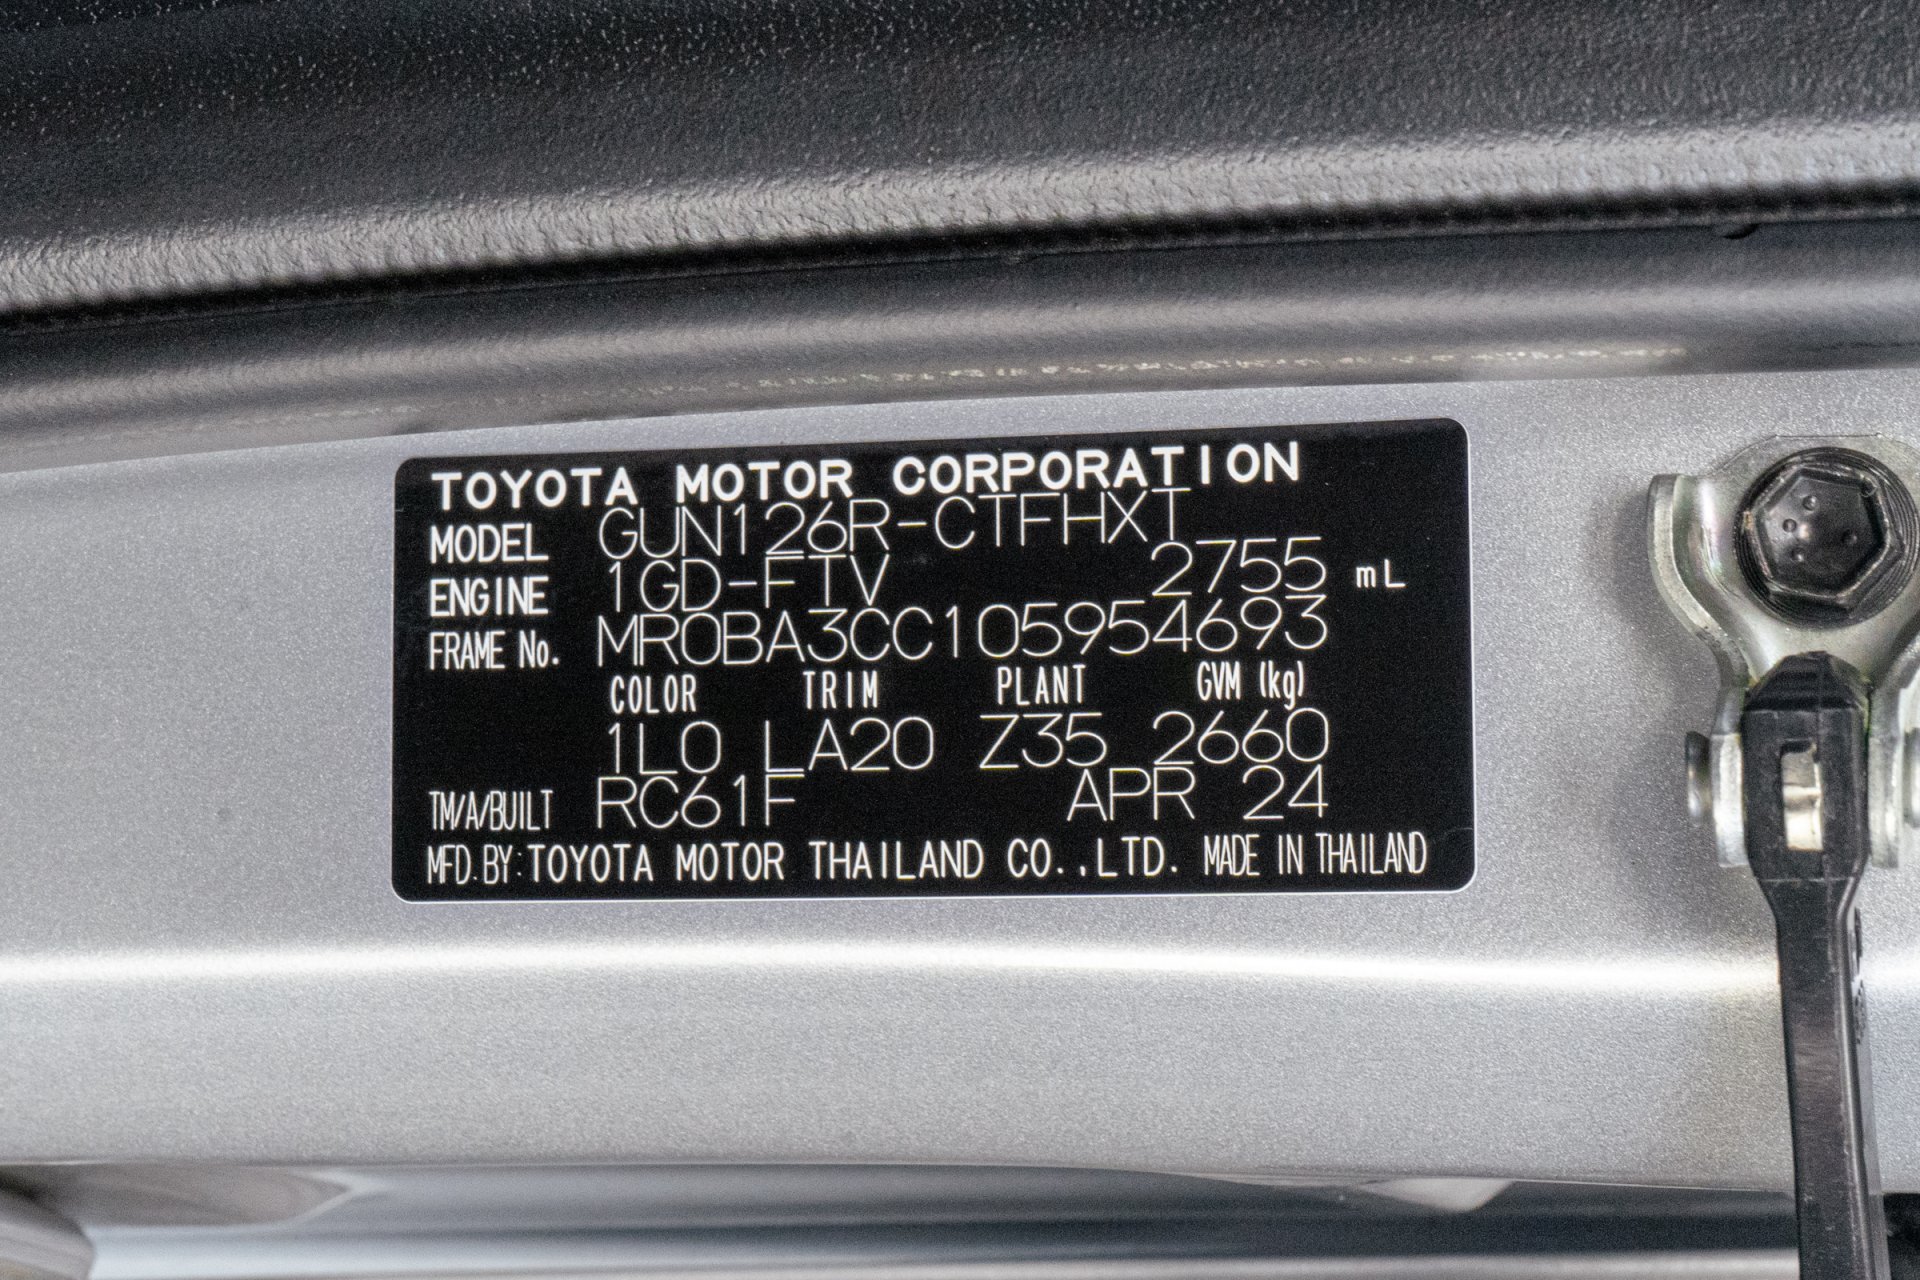 TOYOTA MOTOR CORPORATION
MODEL GUN126R-CTFHXT
ENGINE 1GD-FTV 2755 mL
FRAME No. MR0BA3CC105954693
COLOR TRIM PLANT GVM (kg)
1L0 LA20 Z35 2660
TM/A/BUILT RC61F APR 24
MFD.BY:TOYOTA MOTOR THAILAND CO.,LTD. MADE IN THAILAND